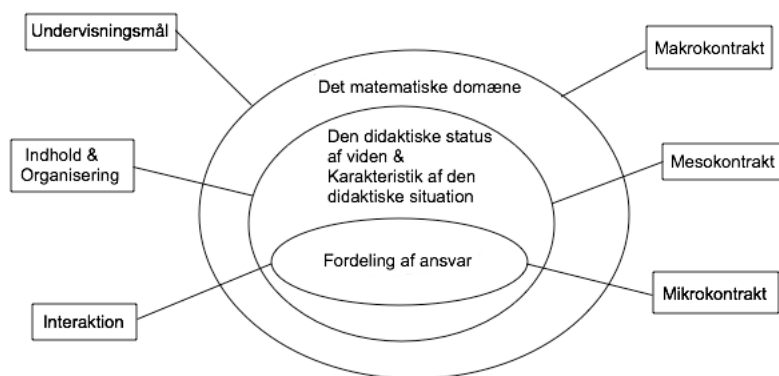 Undervisningsmål
Makrokontrakt
Det matematiske domæne
Den didaktiske status
af viden &
Karakteristik af den
didaktiske situation
Indhold &
Organisering
Mesokontrakt
Fordeling af ansvar
Interaktion
Mikrokontrakt